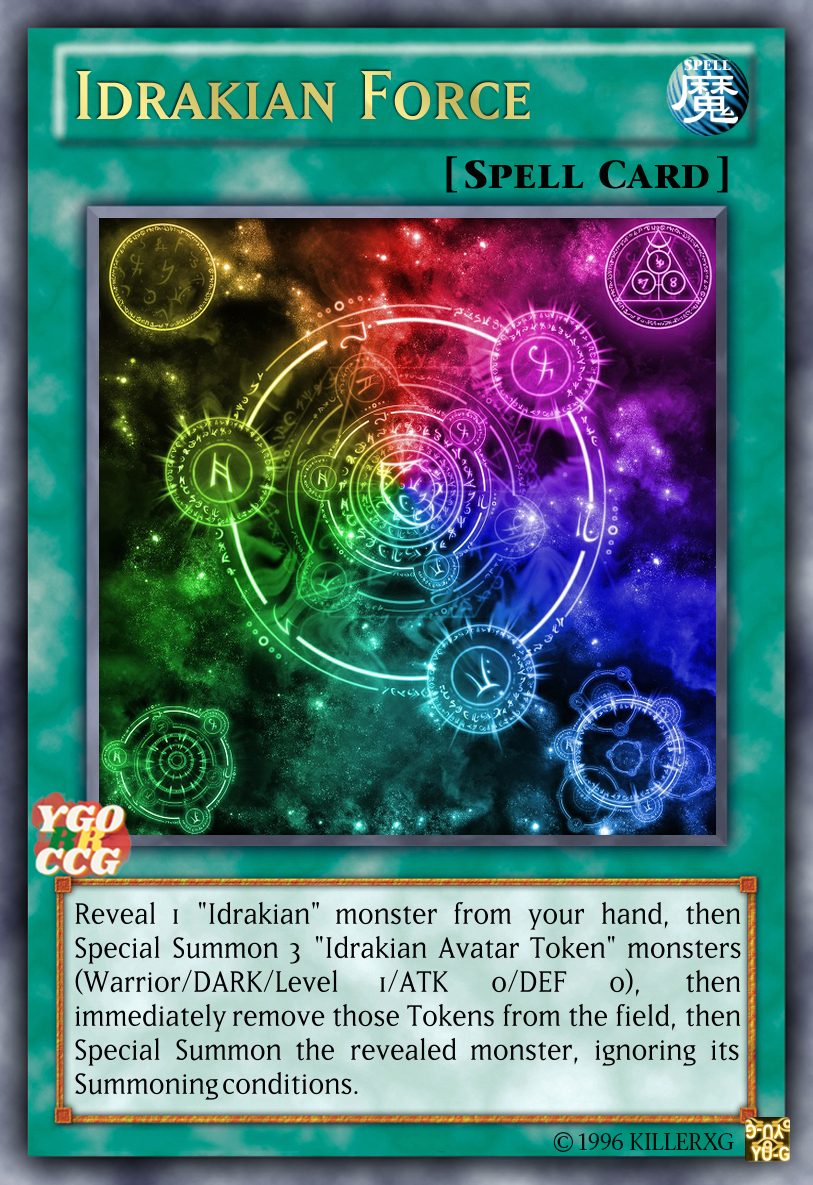 Idrakian Force
SPELL
魔
[Spell Card]
YGO
CCG
Reveal 1 "Idrakian" monster from your hand, then
Special Summon 3 "Idrakian Avatar Token" monsters
(Warrior/DARK/Level 1/ATK 0/DEF 0), then
immediately remove those Tokens from the field, then
Special Summon the revealed monster, ignoring its
Summoning conditions.
© 1996 KILLERXG